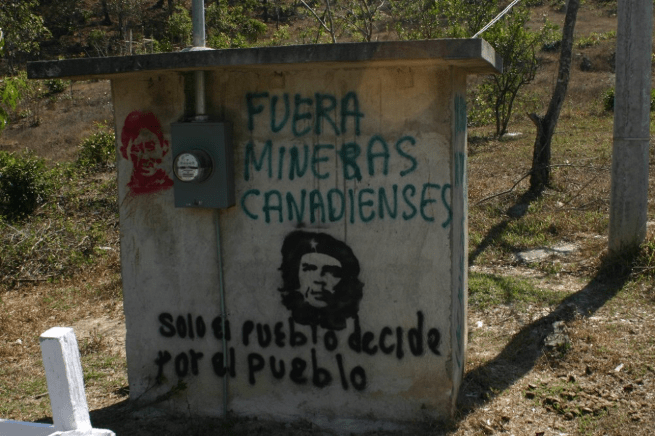 FUERA
MINERAS
CANADIENSES
solo el pueblo decide
por el pueblo